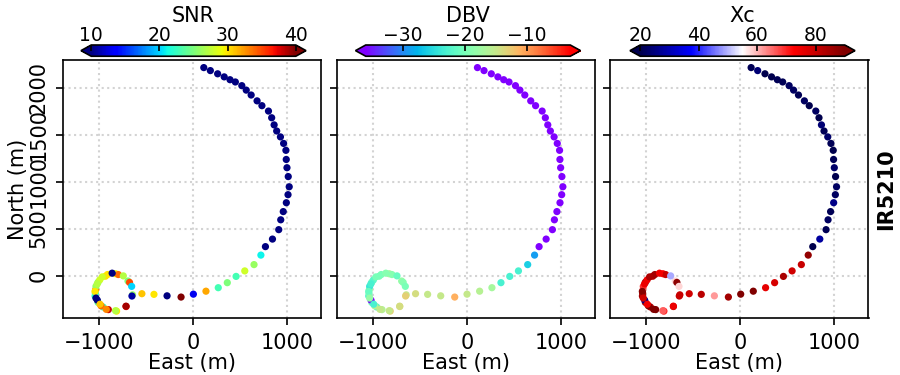 SNR DBV Xc
10 20 30 40 −30 −20 −10 20 40 60 80
North (m)
2000
1500
1000
500
0
IR5210
−1000 0 1000 −1000 0 1000 −1000 0 1000
East (m) East (m) East (m)